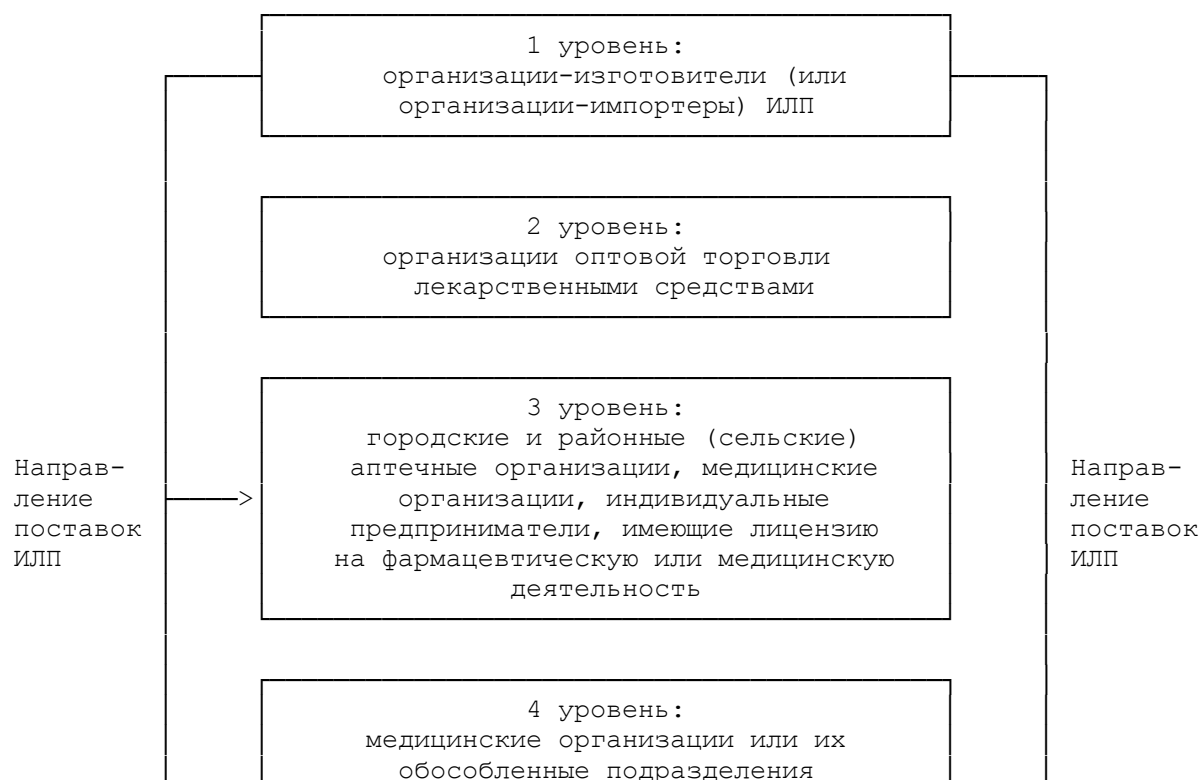 1 уровень:
организации-изготовители (или
организации-импортеры) ИЛП
2 уровень:
организации оптовой торговли
лекарственными средствами
3 уровень:
городские и районные (сельские)
аптечные организации, медицинские
организации, индивидуальные
предприниматели, имеющие лицензию
на фармацевтическую или медицинскую
деятельность
Направ-
ление
поставок
ИЛП
Направ-
ление
поставок
ИЛП
4 уровень:
медицинские организации или их
обособленные подразделения